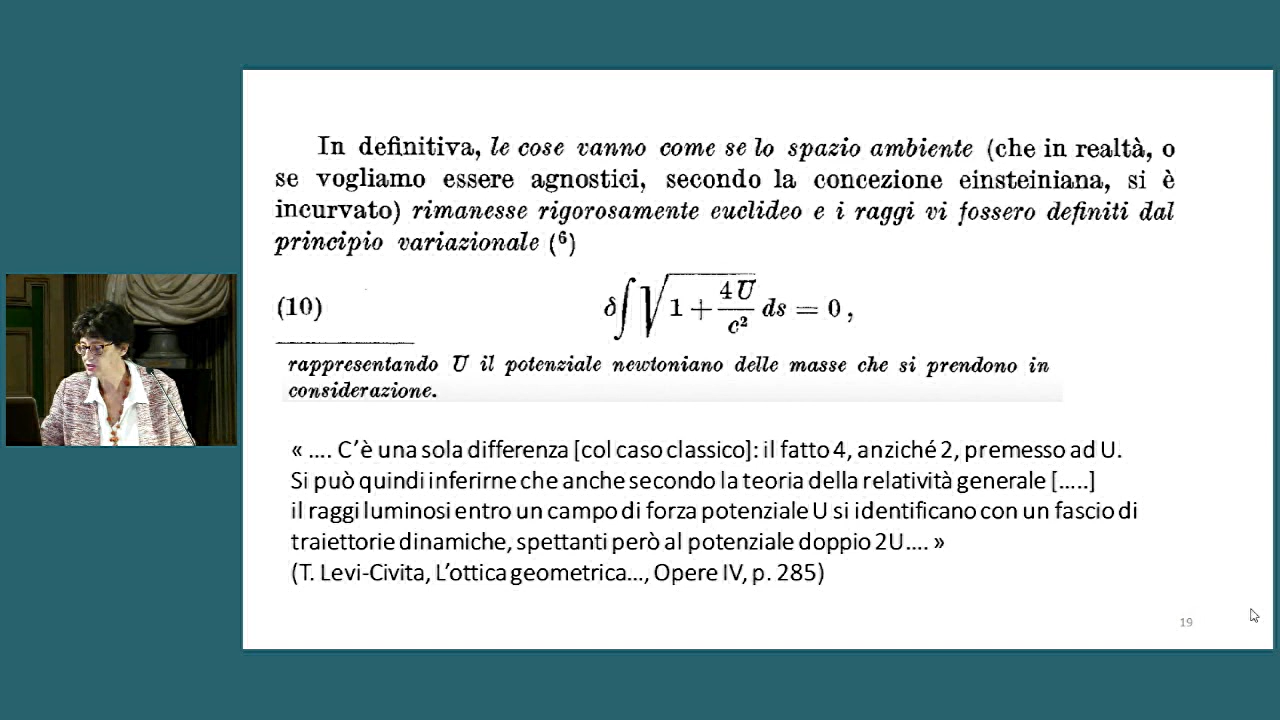 In definitiva, le cose vanno come se lo spazio ambiente (che in realtà, o
se vogliamo essere agnostici, secondo la concezione einsteiniana, si è
incurvato) rimanesse rigorosamente euclideo e i raggi vi fossero definiti dal
principio variazionale (⁶)
(10) δ∫√(1 + 4U/c²) ds = 0 ,
rappresentando U il potenziale newtoniano delle masse che si prendono in
considerazione.
« .... C'è una sola differenza [col caso classico]: il fatto 4, anziché 2, premesso ad U.
Si può quindi inferirne che anche secondo la teoria della relatività generale [.....]
il raggi luminosi entro un campo di forza potenziale U si identificano con un fascio di
traiettorie dinamiche, spettanti però al potenziale doppio 2U.... »
(T. Levi-Civita, L'ottica geometrica..., Opere IV, p. 285)
19